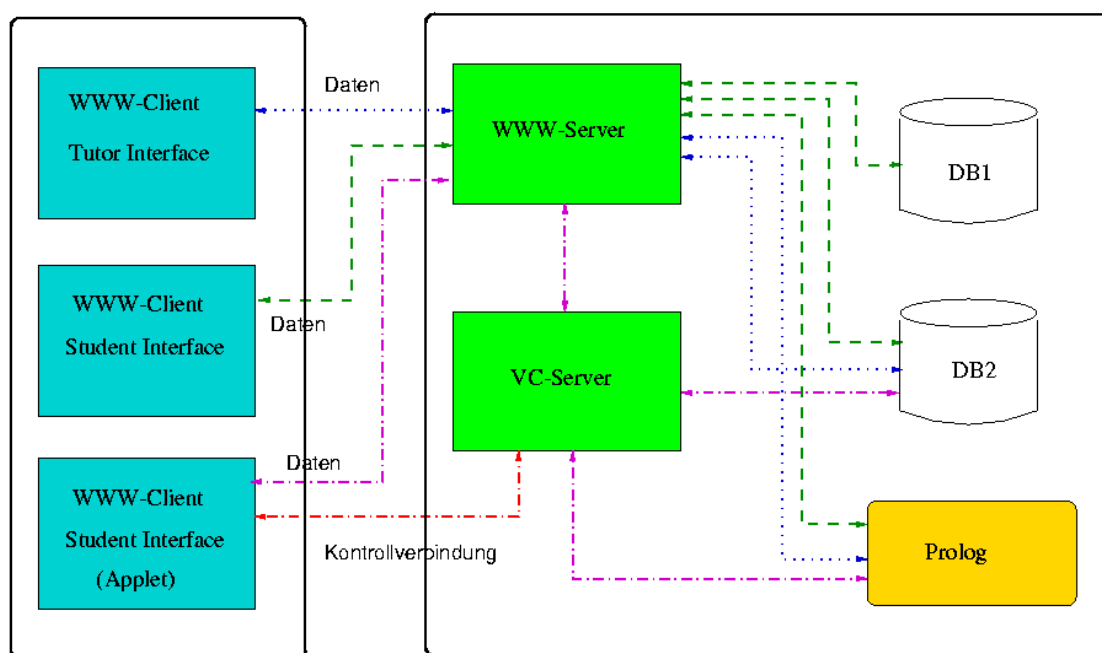 WWW-Client
Tutor Interface
Daten
WWW-Server
DB1
WWW-Client
Student Interface
Daten
VC-Server
DB2
Daten
WWW-Client
Student Interface
(Applet)
Kontrollverbindung
Prolog